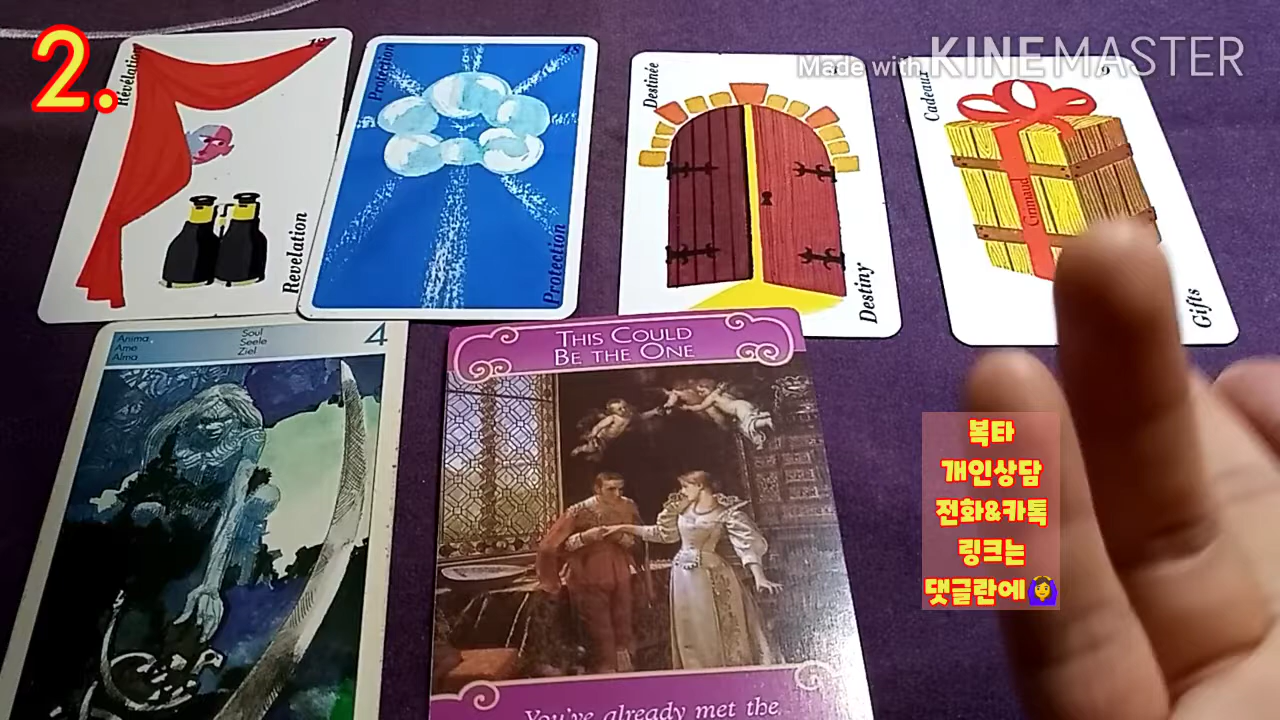 2.
Made with KINEMASTER
Révélation
Revelation
Protection
Protection
Destinée
Destiny
Cadeaux
Grimaud
Gifts
Anima
Ame
Alma
Soul
Seele
Ziel
4
THIS COULD
BE THE ONE
You've already met the
복타
개인상담
전화&카톡
링크는
댓글란에🙆‍♀️